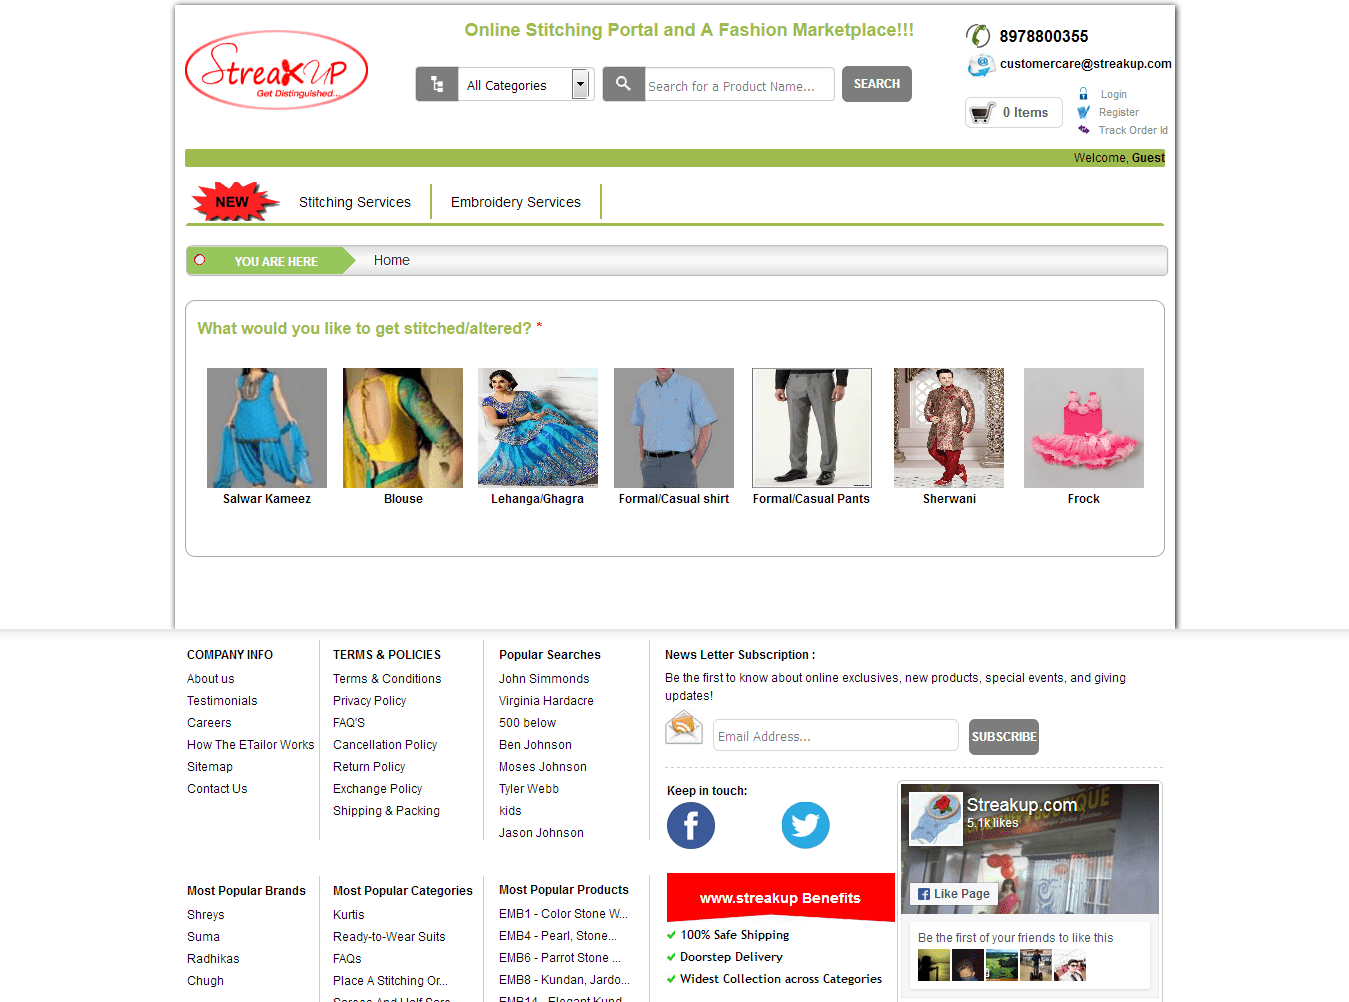 StreaKUP
Get Distinguished...
Online Stitching Portal and A Fashion Marketplace!!!
8978800355
customercare@streakup.com
All Categories
Search for a Product Name...
SEARCH
0 Items
Login
Register
Track Order Id
Welcome, Guest
NEW
Stitching Services
Embroidery Services
YOU ARE HERE
Home
What would you like to get stitched/altered? *
Salwar Kameez
Blouse
Lehanga/Ghagra
Formal/Casual shirt
Formal/Casual Pants
Sherwani
Frock
COMPANY INFO
About us
Testimonials
Careers
How The ETailor Works
Sitemap
Contact Us
TERMS & POLICIES
Terms & Conditions
Privacy Policy
FAQ'S
Cancellation Policy
Return Policy
Exchange Policy
Shipping & Packing
Popular Searches
John Simmonds
Virginia Hardacre
500 below
Ben Johnson
Moses Johnson
Tyler Webb
kids
Jason Johnson
News Letter Subscription :
Be the first to know about online exclusives, new products, special events, and giving
updates!
Email Address...
SUBSCRIBE
Keep in touch:
Streakup.com
5.1k likes
Like Page
Be the first of your friends to like this
Most Popular Brands
Shreys
Suma
Radhikas
Chugh
Most Popular Categories
Kurtis
Ready-to-Wear Suits
FAQs
Place A Stitching Or...
Sarees And Half Sare...
Most Popular Products
EMB1 - Color Stone W...
EMB4 - Pearl, Stone...
EMB6 - Parrot Stone ...
EMB8 - Kundan, Jardo...
EMB14 - Elegant Kund...
www.streakup Benefits
100% Safe Shipping
Doorstep Delivery
Widest Collection across Categories